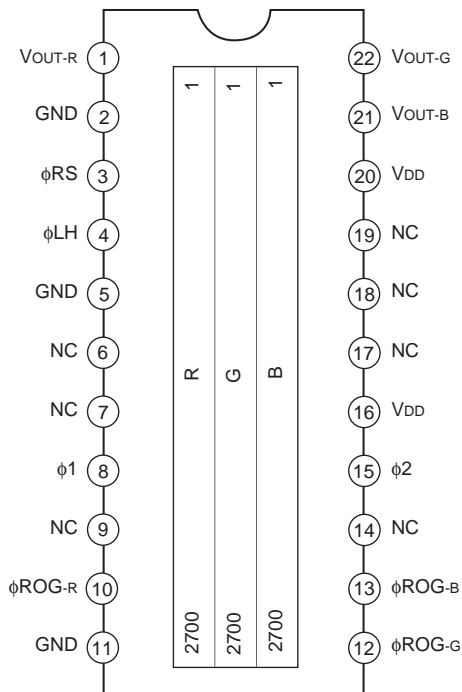 VOUT-R 1
GND 2
φRS 3
φLH 4
GND 5
NC 6
NC 7
φ1 8
NC 9
φROG-R 10
GND 11
1 1 1
R G B
2700 2700 2700
22 VOUT-G
21 VOUT-B
20 VDD
19 NC
18 NC
17 NC
16 VDD
15 φ2
14 NC
13 φROG-B
12 φROG-G